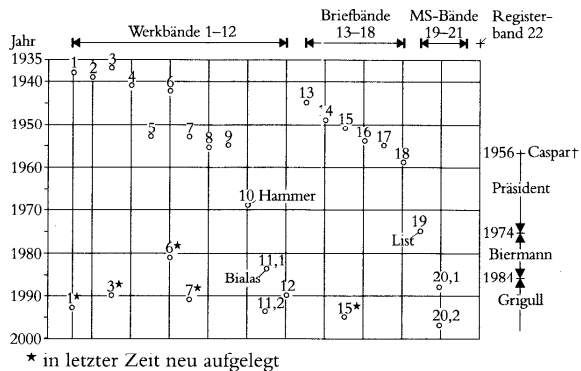 Jahr
Werkbände 1–12
Briefbände
13–18
MS-Bände
19–21
Register-
band 22
1935
1940
1950
1960
1970
1980
1990
2000
1
2
3
4
6
5
7
8
9
10 Hammer
13
14
15
16
17
18
19
List
6★
Bialas
11,1
11,2
12
1★
3★
7★
15★
20,1
20,2
1956
Caspar†
Präsident
1974
Biermann
1984
Grigull
★ in letzter Zeit neu aufgelegt